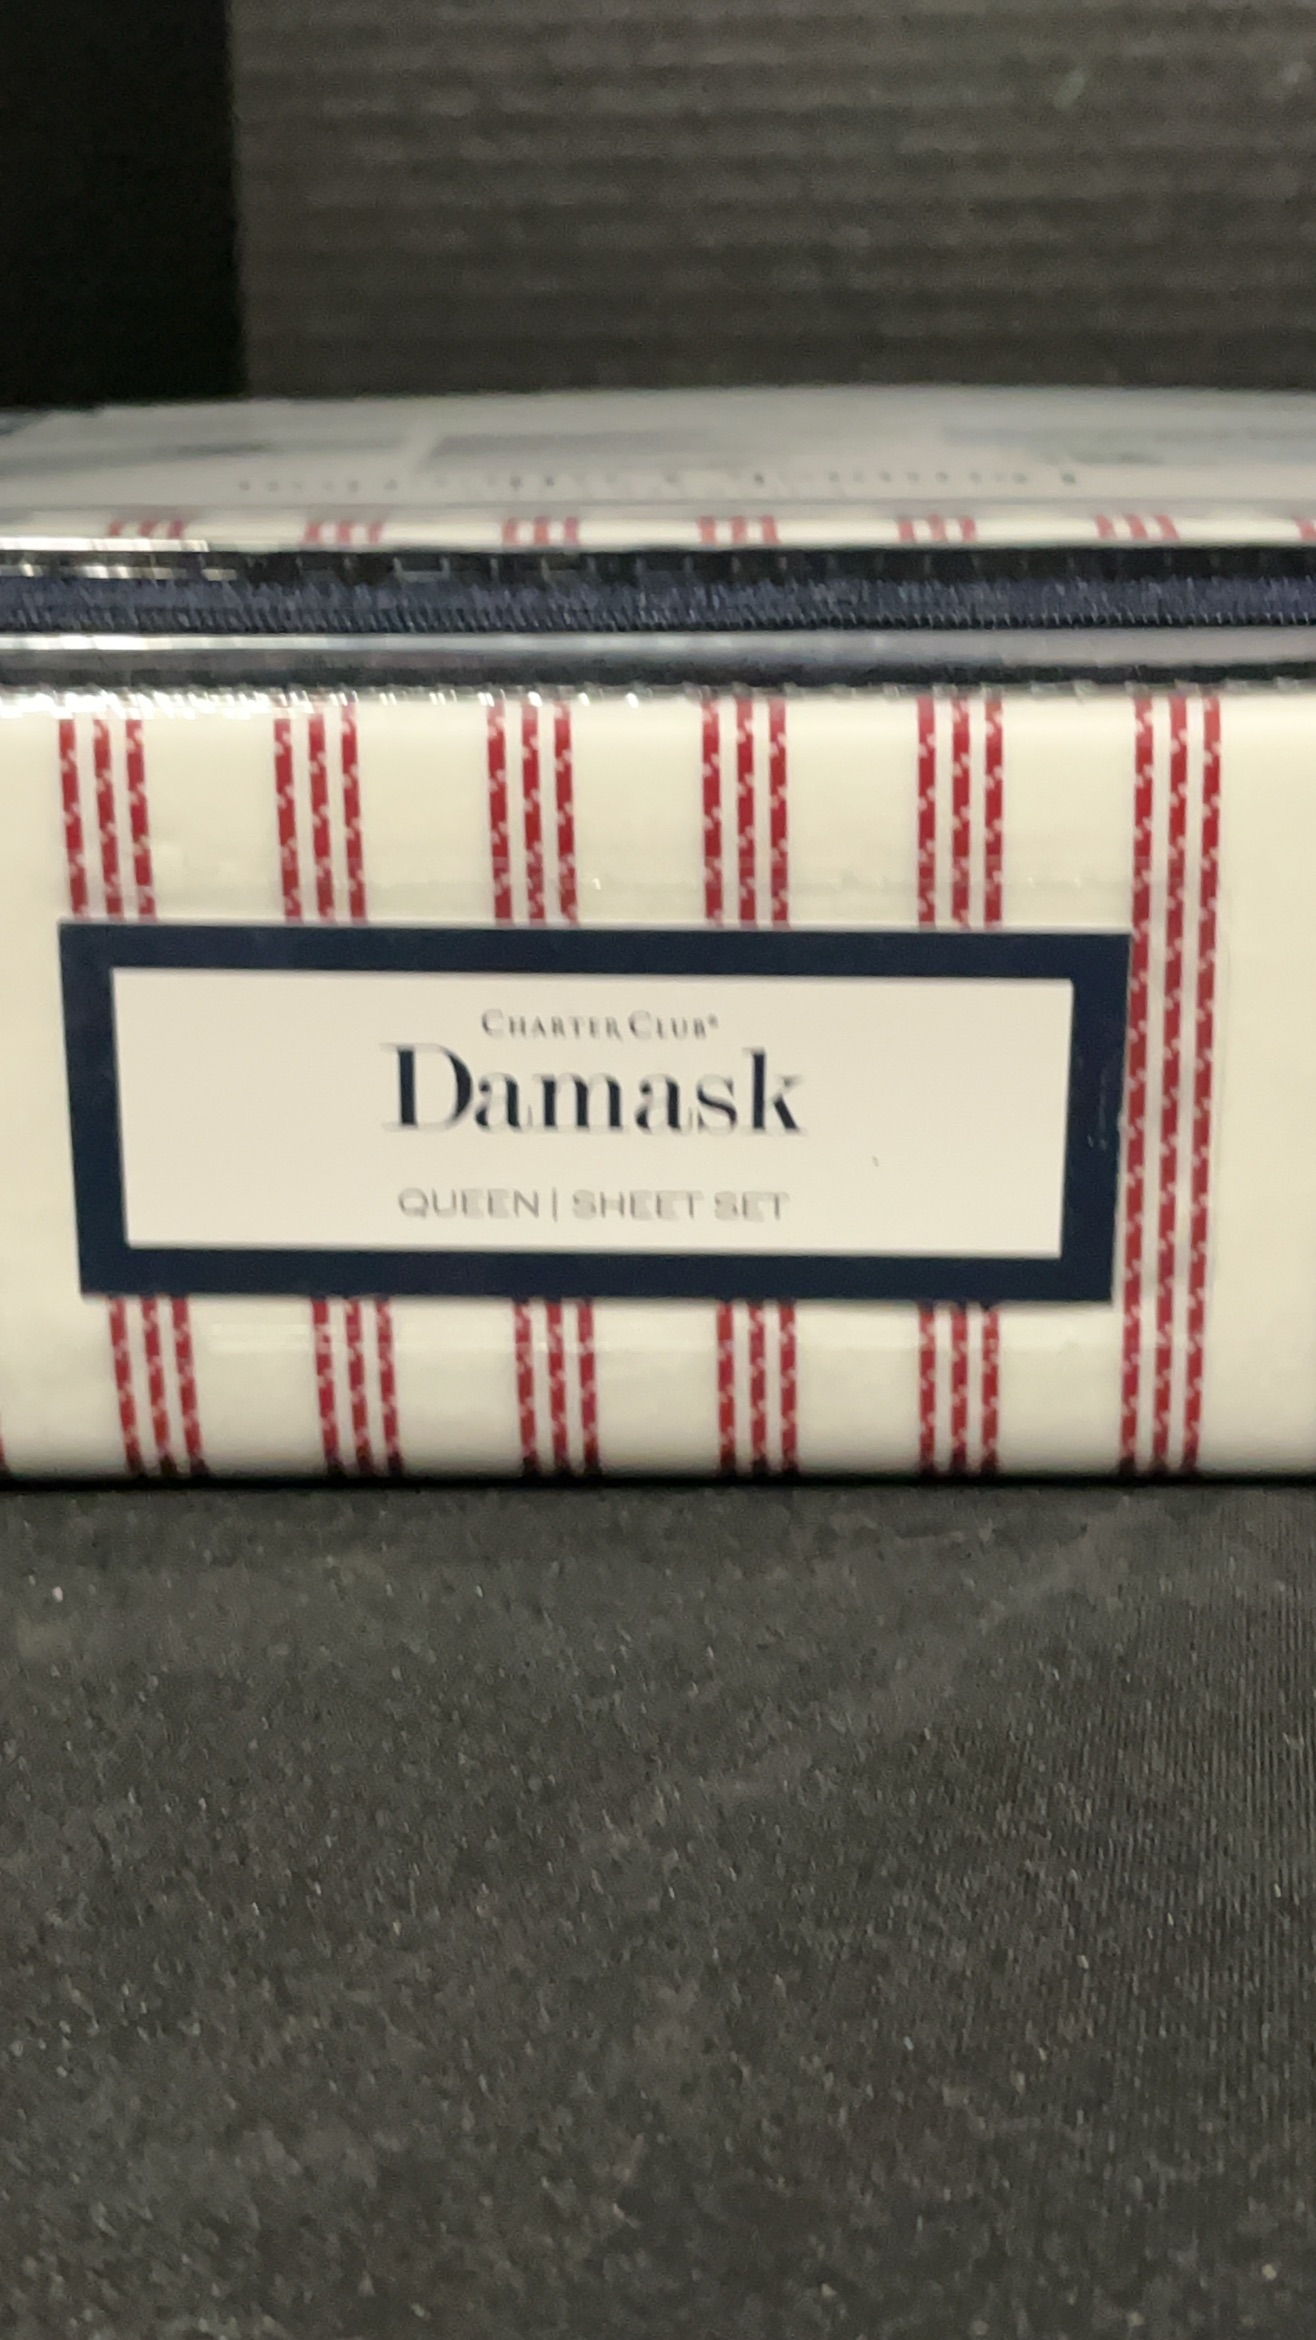 CHARTER CLUB®
Damask
QUEEN | SHEET SET